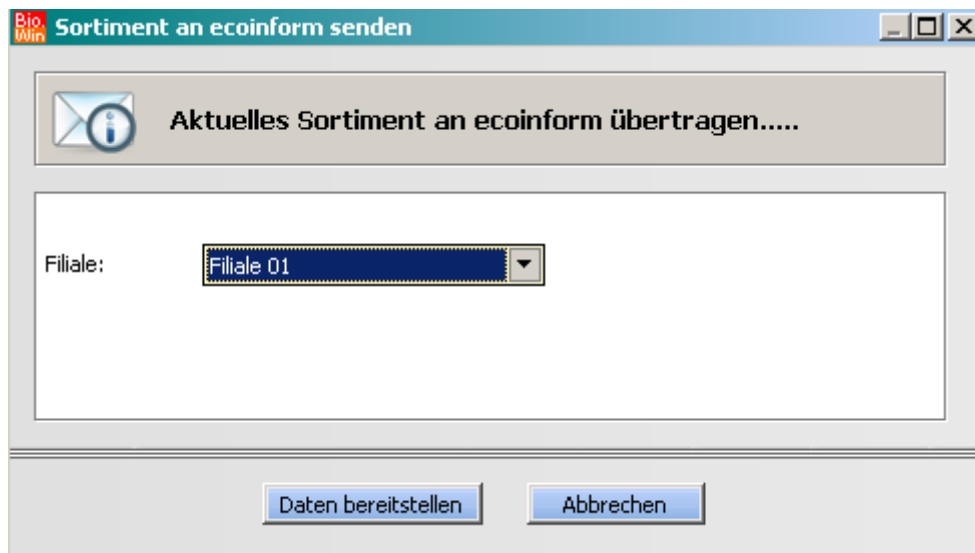 Bio.
Win
Sortiment an ecoinform senden
Aktuelles Sortiment an ecoinform übertragen.....
Filiale:
Filiale 01
Daten bereitstellen
Abbrechen